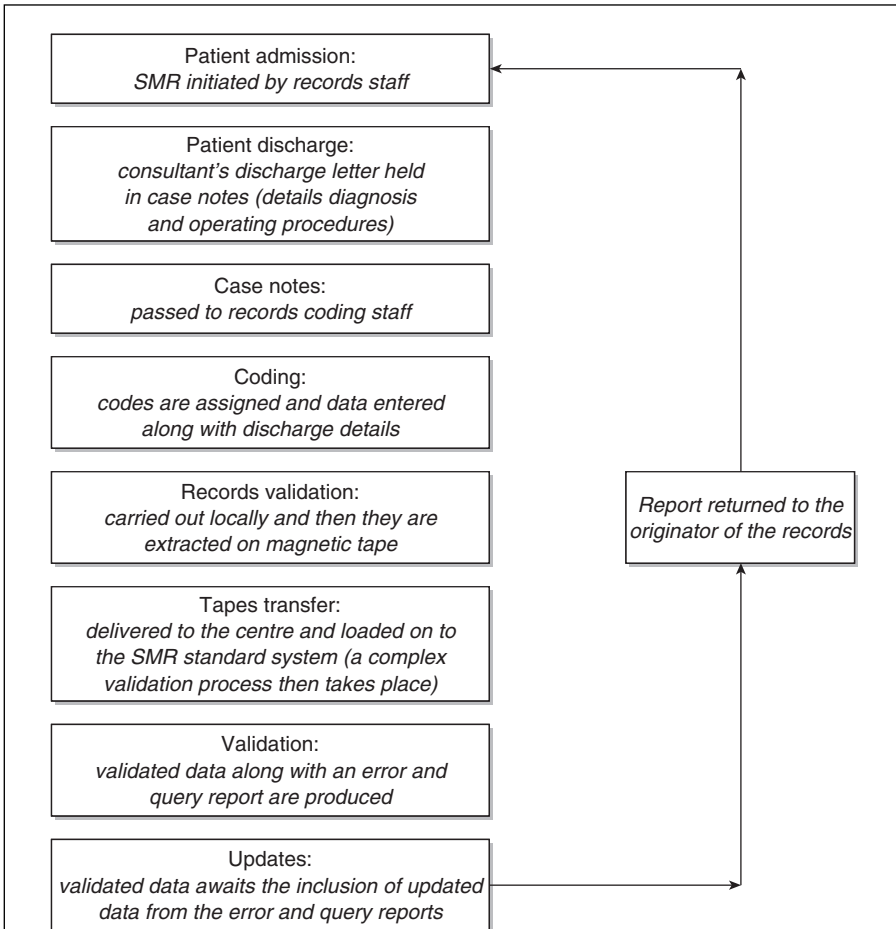 Patient admission:
SMR initiated by records staff
Patient discharge:
consultant’s discharge letter held
in case notes (details diagnosis
and operating procedures)
Case notes:
passed to records coding staff
Coding:
codes are assigned and data entered
along with discharge details
Records validation:
carried out locally and then they are
extracted on magnetic tape
Tapes transfer:
delivered to the centre and loaded on to
the SMR standard system (a complex
validation process then takes place)
Validation:
validated data along with an error and
query report are produced
Updates:
validated data awaits the inclusion of updated
data from the error and query reports
Report returned to the
originator of the records